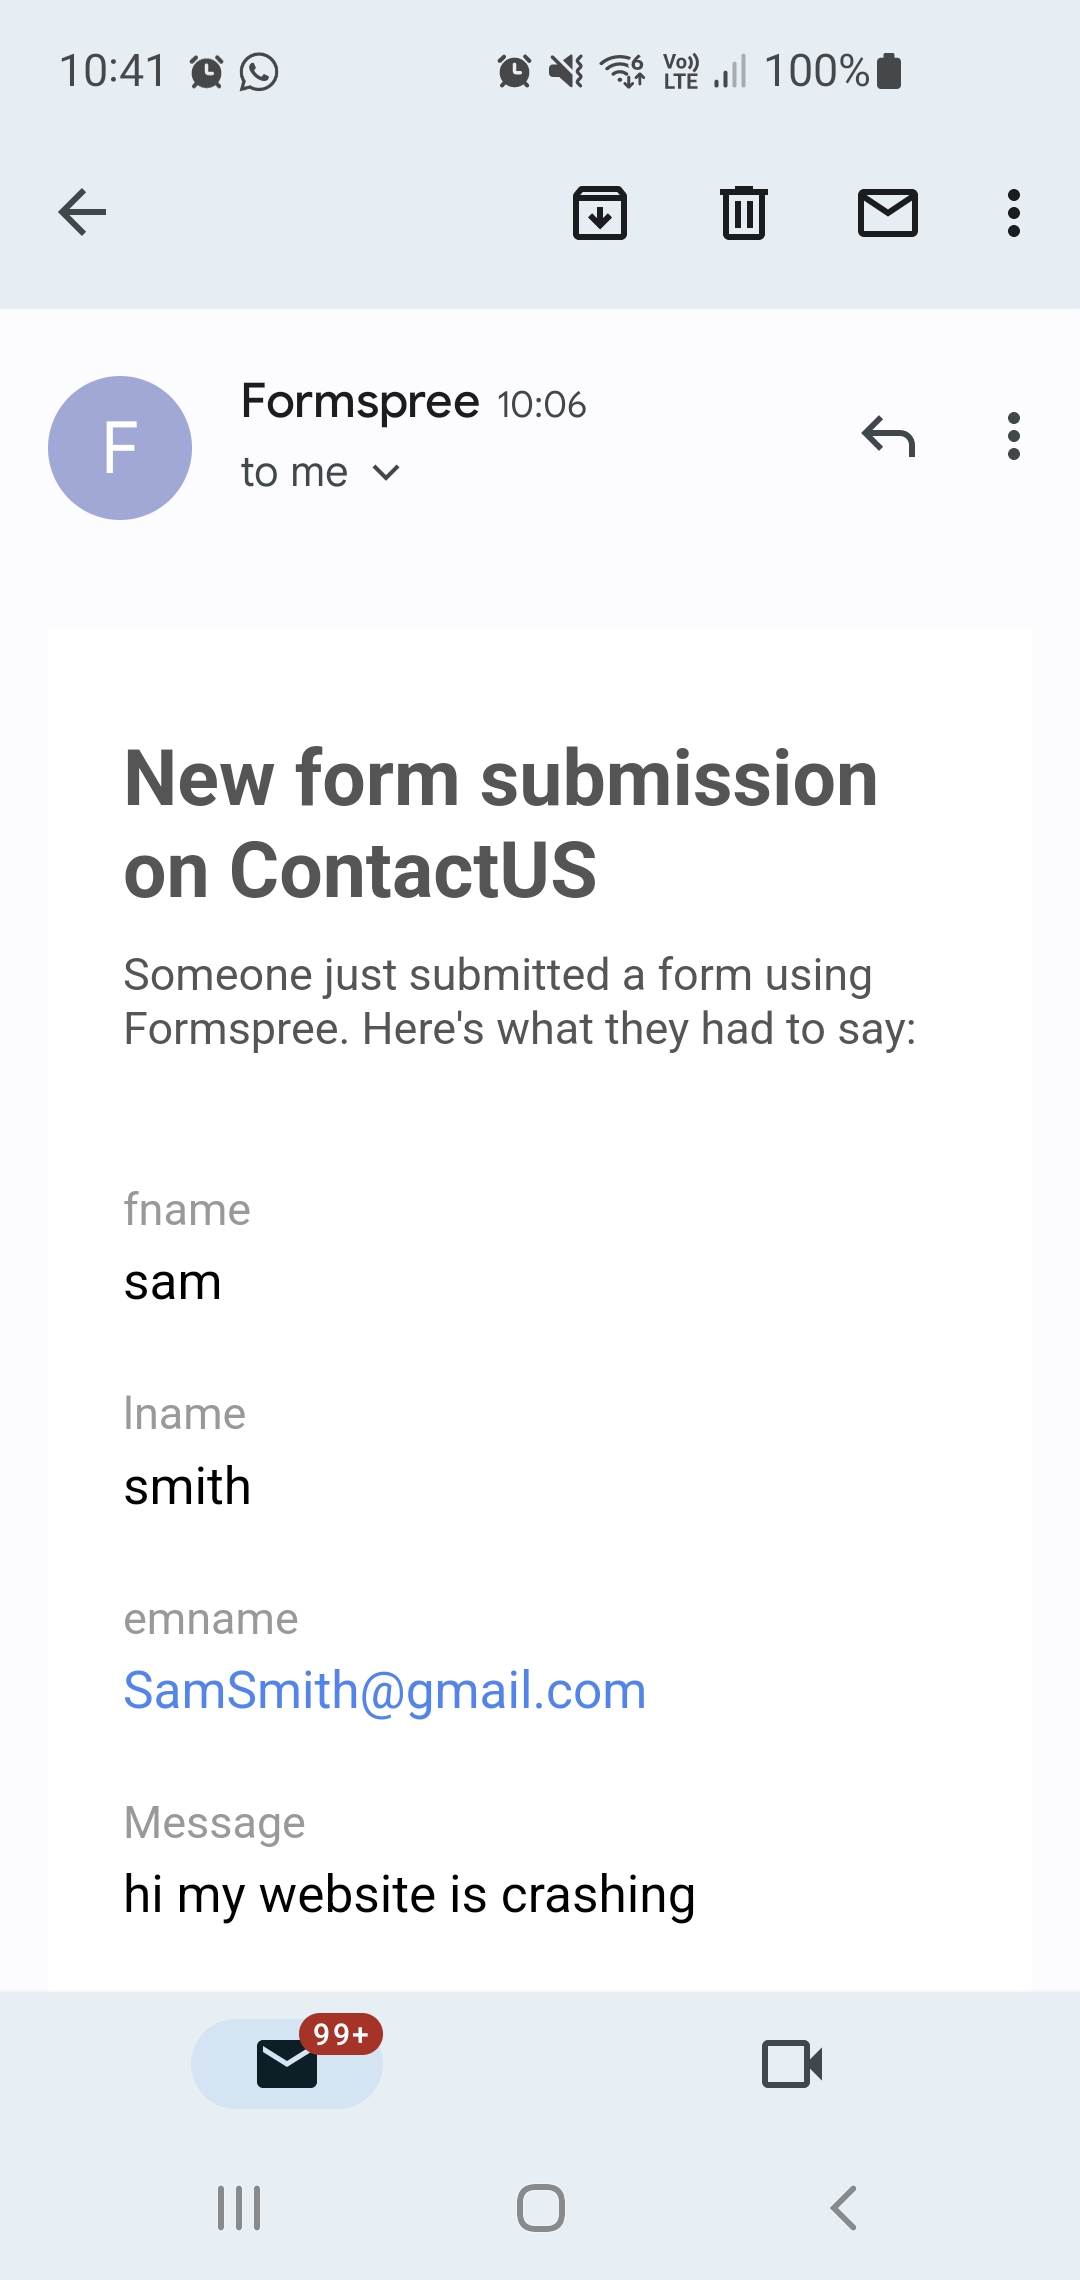 10:41 6 Vo)) LTE 100%
F Formspree 10:06
to me
New form submission
on ContactUS
Someone just submitted a form using
Formspree. Here's what they had to say:
fname
sam
lname
smith
emname
SamSmith@gmail.com
Message
hi my website is crashing
99+